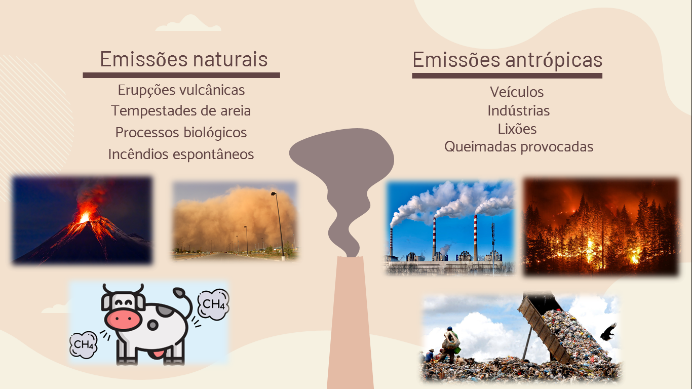 Emissões naturais
Erupções vulcânicas
Tempestades de areia
Processos biológicos
Incêndios espontâneos
Emissões antrópicas
Veículos
Indústrias
Lixões
Queimadas provocadas
CH₄
CH₄